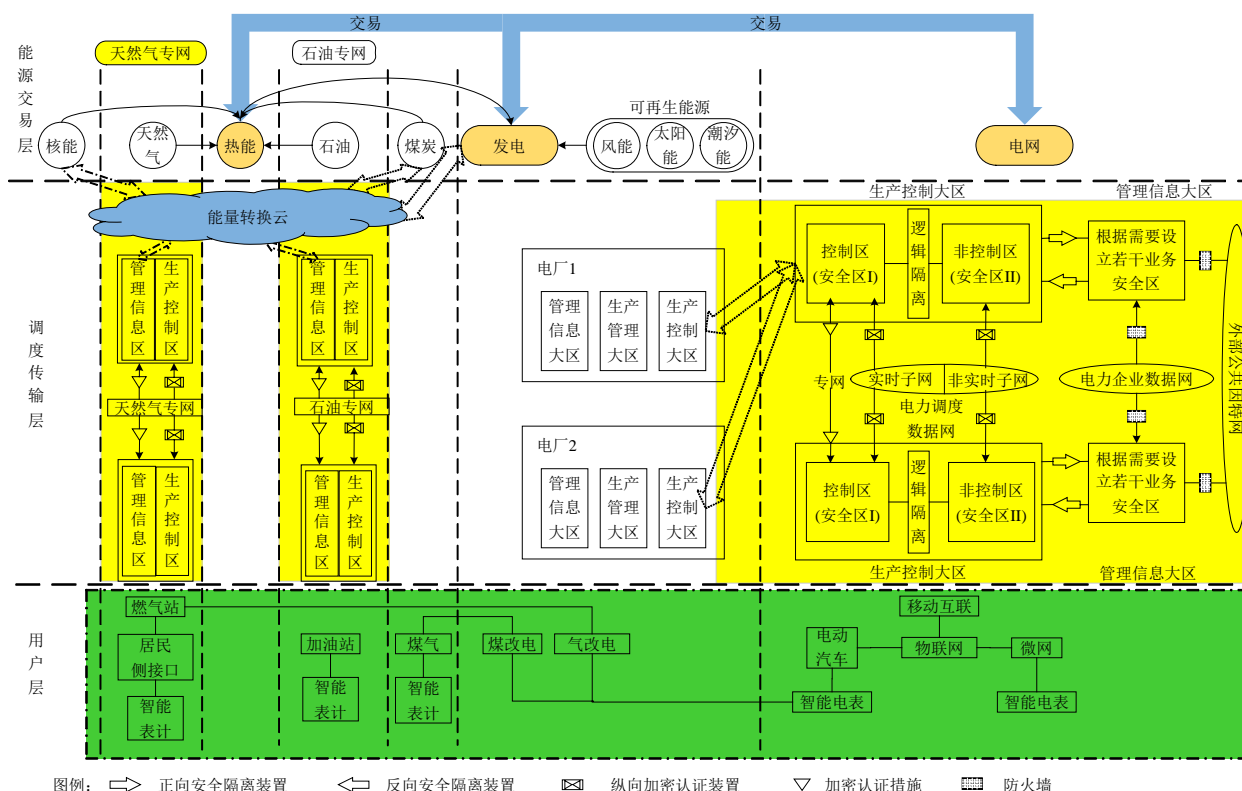 交易
交易
能源交易层
天然气专网
石油专网
可再生能源
核能
天然
气
热能
石油
煤炭
发电
风能
太阳
能
潮汐
能
电网
生产控制大区
管理信息大区
能量转换云
调度传输层
管理信息区
生产控制区
管理信息区
生产控制区
天然气专网
石油专网
管理信息区
生产控制区
管理信息区
生产控制区
电厂1
管理
信息
大区
生产
管理
大区
生产
控制
大区
电厂2
管理
信息
大区
生产
管理
大区
生产
控制
大区
控制区
(安全区I)
逻辑隔离
非控制区
(安全区II)
根据需要设
立若干业务
安全区
专网
实时子网
非实时子网
电力调度
数据网
电力企业数据网
外部公共因特网
控制区
(安全区I)
逻辑隔离
非控制区
(安全区II)
根据需要设
立若干业务
安全区
生产控制大区
管理信息大区
用户层
燃气站
居民
侧接口
智能
表计
加油站
智能
表计
煤气
智能
表计
煤改电
气改电
移动互联
电动
汽车
物联网
微网
智能电表
智能电表
图例：
正向安全隔离装置
反向安全隔离装置
纵向加密认证装置
加密认证措施
防火墙